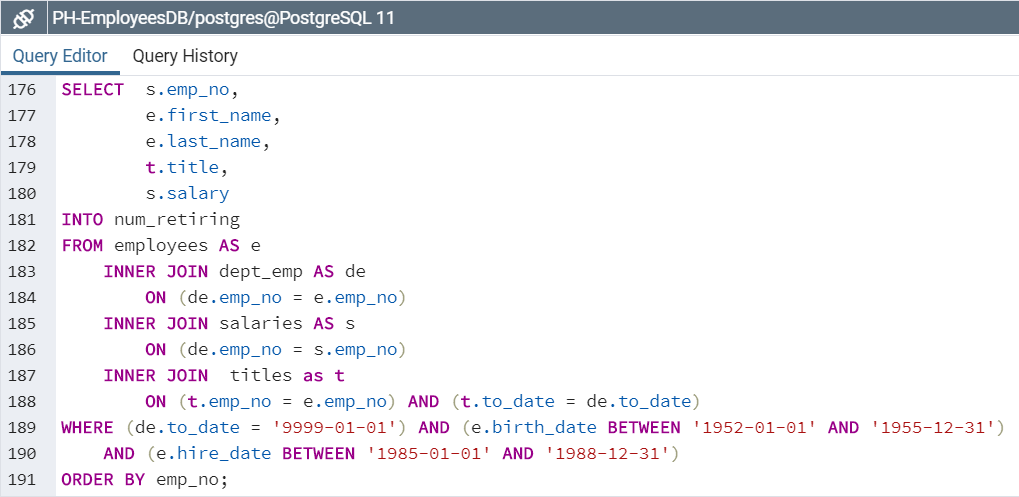 PH-EmployeesDB/postgres@PostgreSQL 11
Query Editor Query History
176 SELECT  s.emp_no,
177         e.first_name,
178         e.last_name,
179         t.title,
180         s.salary
181 INTO num_retiring
182 FROM employees AS e
183     INNER JOIN dept_emp AS de
184         ON (de.emp_no = e.emp_no)
185     INNER JOIN salaries AS s
186         ON (de.emp_no = s.emp_no)
187     INNER JOIN  titles as t
188         ON (t.emp_no = e.emp_no) AND (t.to_date = de.to_date)
189 WHERE (de.to_date = '9999-01-01') AND (e.birth_date BETWEEN '1952-01-01' AND '1955-12-31')
190     AND (e.hire_date BETWEEN '1985-01-01' AND '1988-12-31')
191 ORDER BY emp_no;